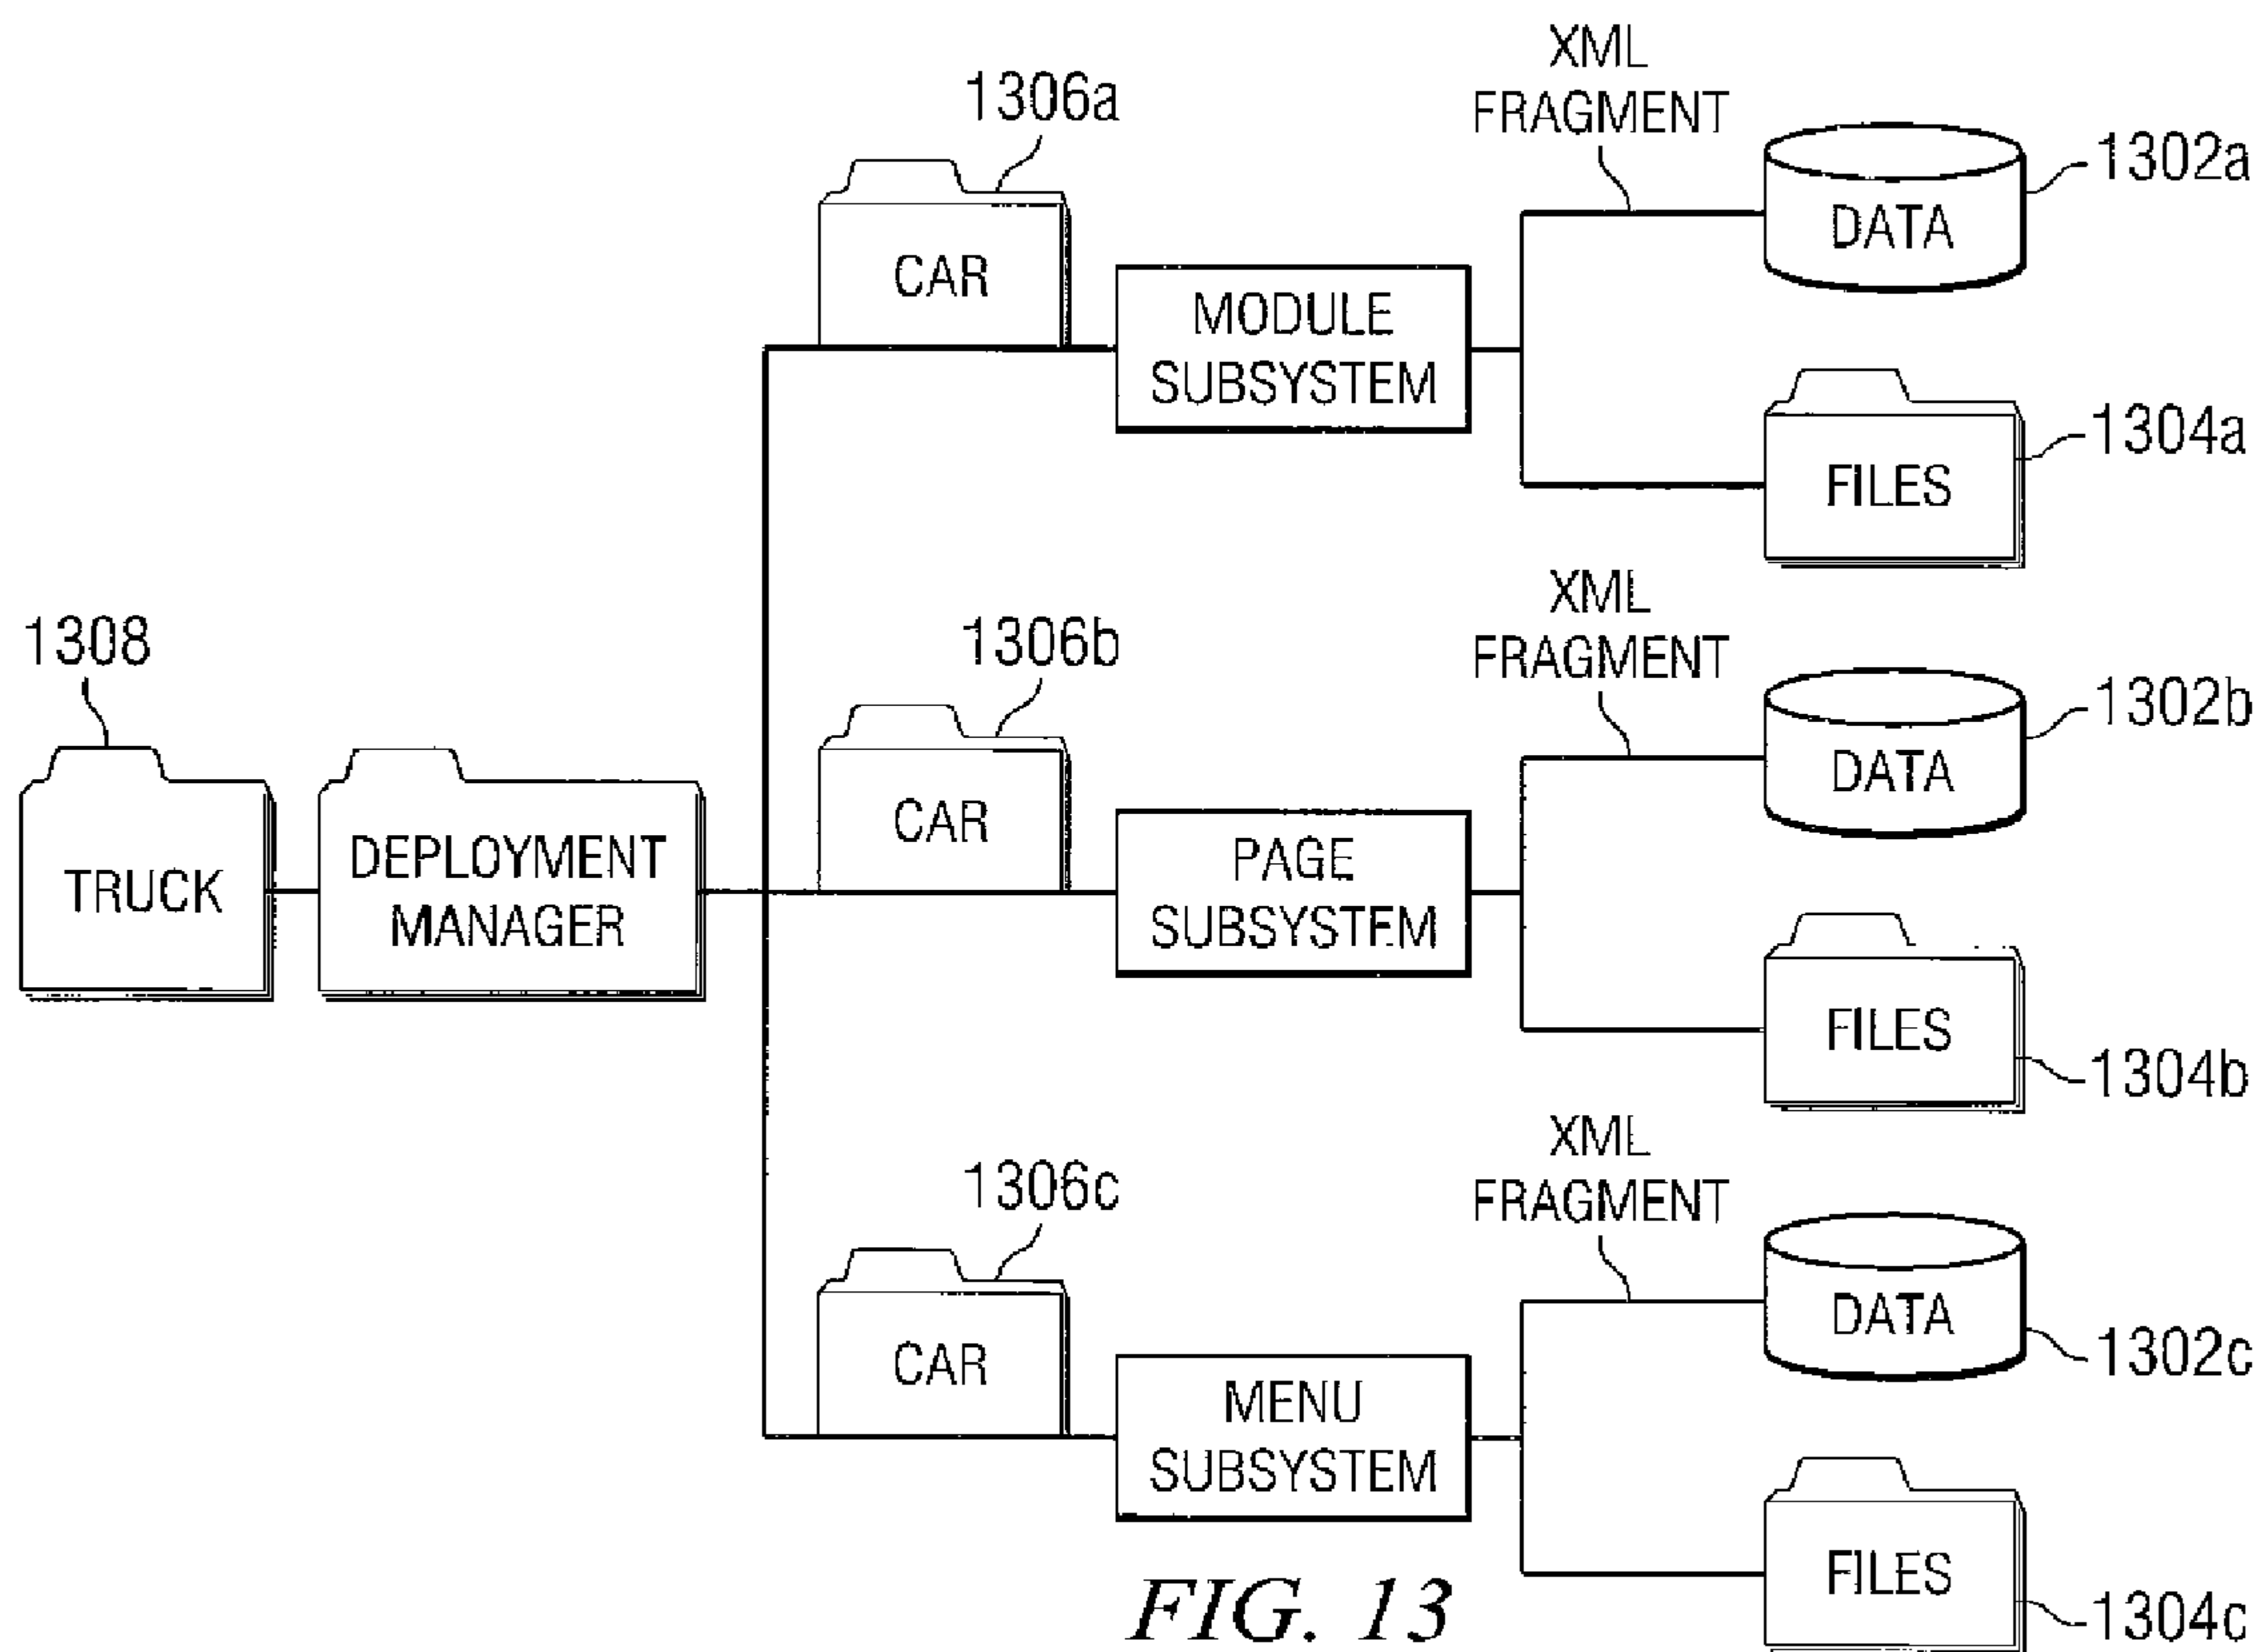 XML
FRAGMENT
1306a
1302a
CAR
DATA
MODULE
SUBSYSTEM
1304a
FILES
XML
FRAGMENT
1308
1306b
1302b
CAR
DATA
TRUCK
DEPLOYMENT
MANAGER
PAGE
SUBSYSTEM
FILES
1304b
XML
FRAGMENT
1306c
CAR
DATA
1302c
MENU
SUBSYSTEM
FILES
1304c
FIG. 13